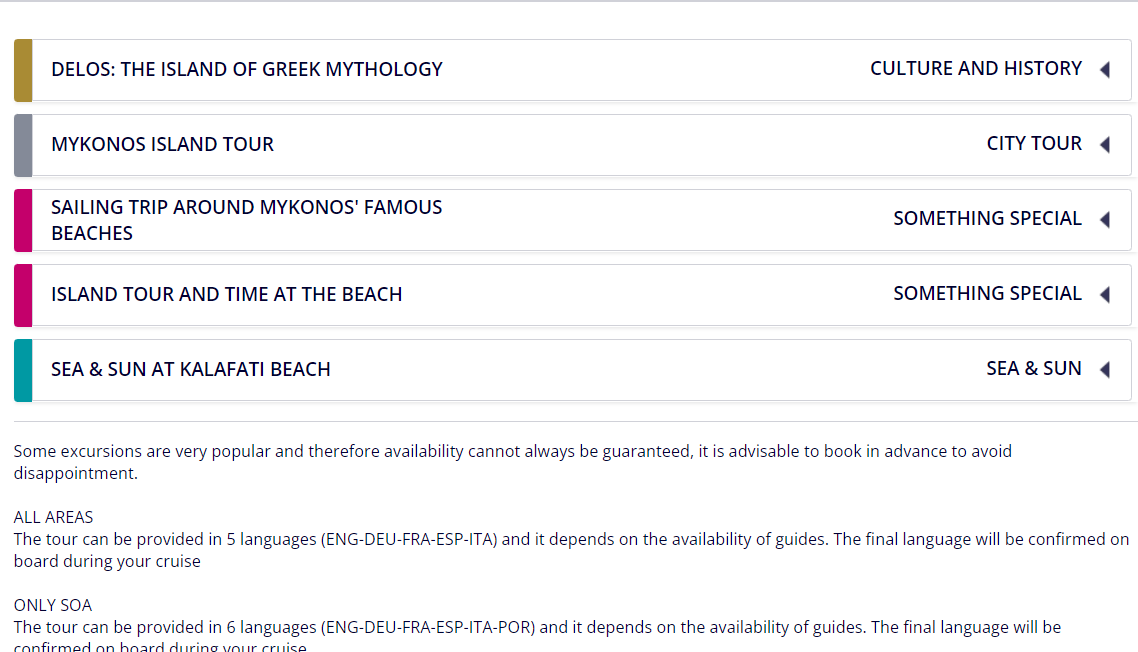 DELOS: THE ISLAND OF GREEK MYTHOLOGY CULTURE AND HISTORY
MYKONOS ISLAND TOUR CITY TOUR
SAILING TRIP AROUND MYKONOS' FAMOUS
BEACHES
SOMETHING SPECIAL
ISLAND TOUR AND TIME AT THE BEACH SOMETHING SPECIAL
SEA & SUN AT KALAFATI BEACH SEA & SUN
Some excursions are very popular and therefore availability cannot always be guaranteed, it is advisable to book in advance to avoid
disappointment.
ALL AREAS
The tour can be provided in 5 languages (ENG-DEU-FRA-ESP-ITA) and it depends on the availability of guides. The final language will be confirmed on
board during your cruise
ONLY SOA
The tour can be provided in 6 languages (ENG-DEU-FRA-ESP-ITA-POR) and it depends on the availability of guides. The final language will be
confirmed on board during your cruise